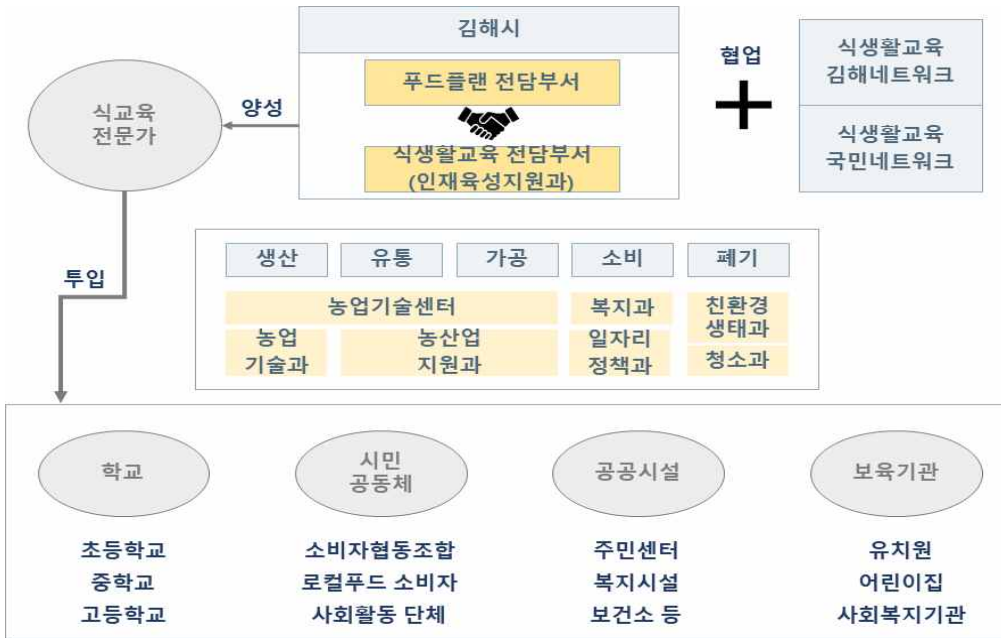 김해시
푸드플랜 전담부서
식생활교육 전담부서
(인재육성지원과)
협업
+
식생활교육
김해네트워크
식생활교육
국민네트워크
양성
식교육
전문가
투입
생산 유통 가공 소비 폐기
농업기술센터
농업
기술과
농산업
지원과
복지과
일자리
정책과
친환경
생태과
청소과
학교
초등학교
중학교
고등학교
시민
공동체
소비자협동조합
로컬푸드 소비자
사회활동 단체
공공시설
주민센터
복지시설
보건소 등
보육기관
유치원
어린이집
사회복지기관